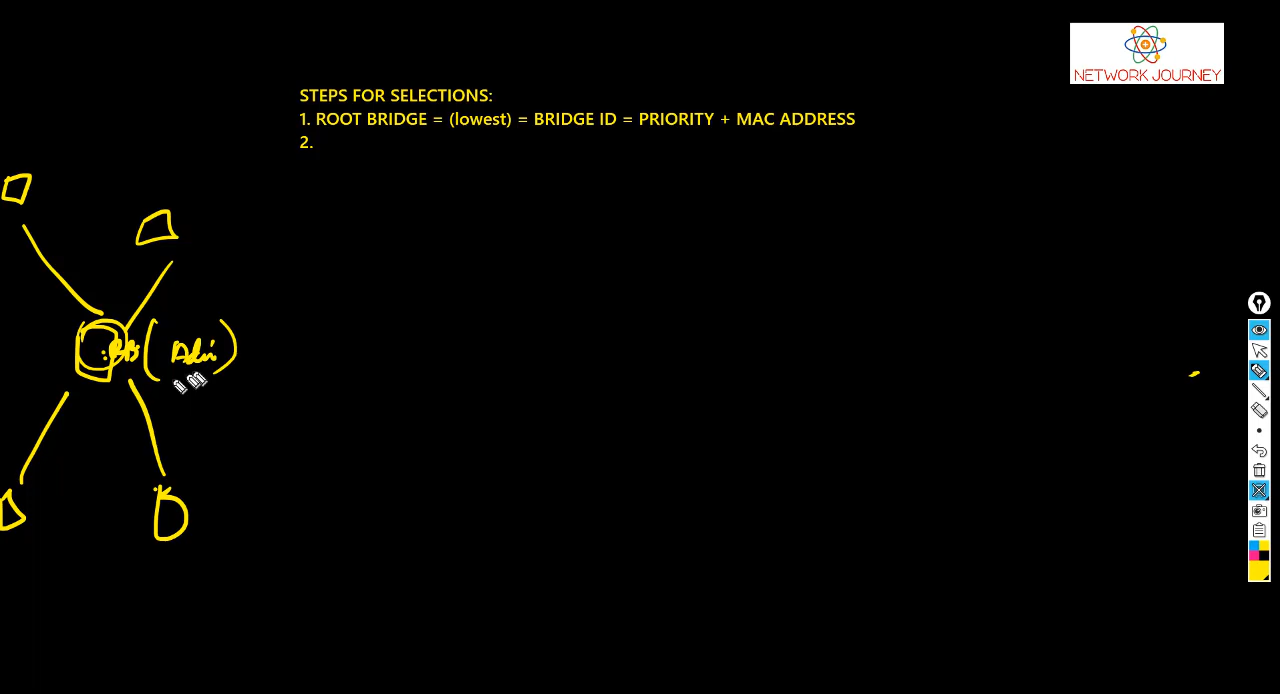 NETWORK JOURNEY
STEPS FOR SELECTIONS:
1. ROOT BRIDGE = (lowest) = BRIDGE ID = PRIORITY + MAC ADDRESS
2.